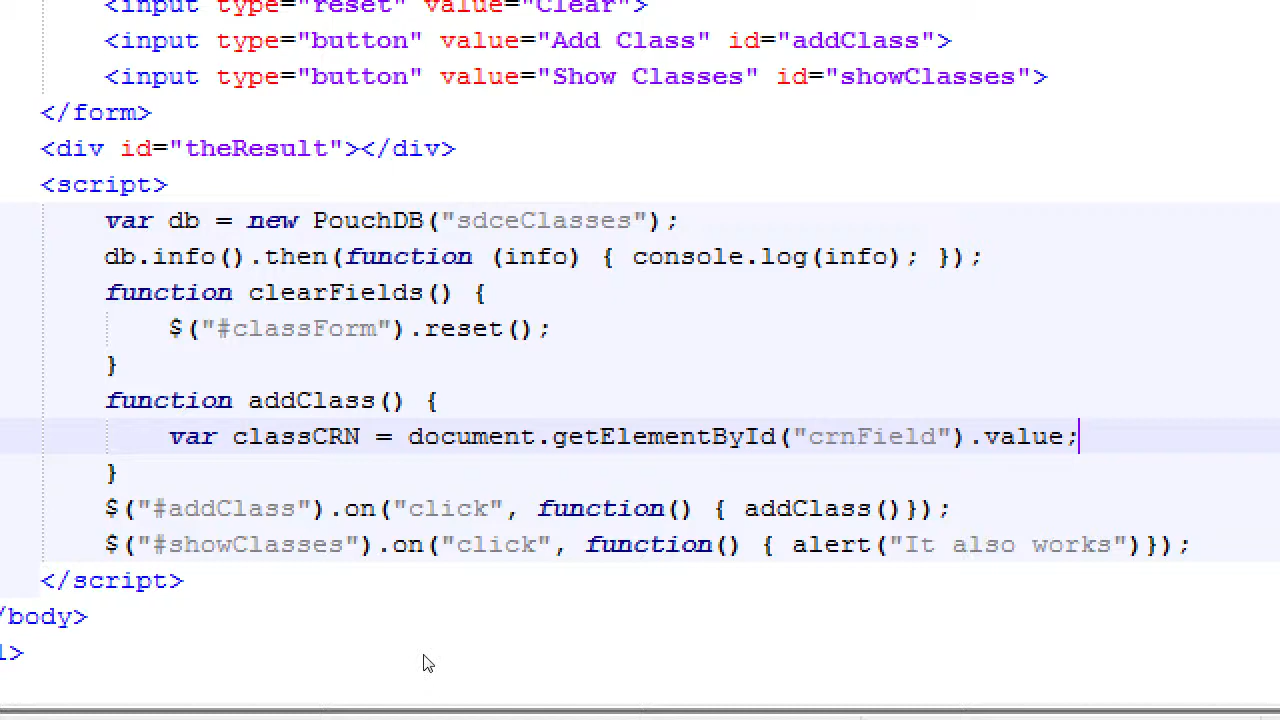 <input type="reset" value="Clear">
<input type="button" value="Add Class" id="addClass">
<input type="button" value="Show Classes" id="showClasses">
</form>
<div id="theResult"></div>
<script>
var db = new PouchDB("sdceClasses");
db.info().then(function (info) { console.log(info); });
function clearFields() {
$("#classForm").reset();
}
function addClass() {
var classCRN = document.getElementById("crnField").value;
}
$("#addClass").on("click", function() { addClass()});
$("#showClasses").on("click", function() { alert("It also works")});
</script>
/body>
l>